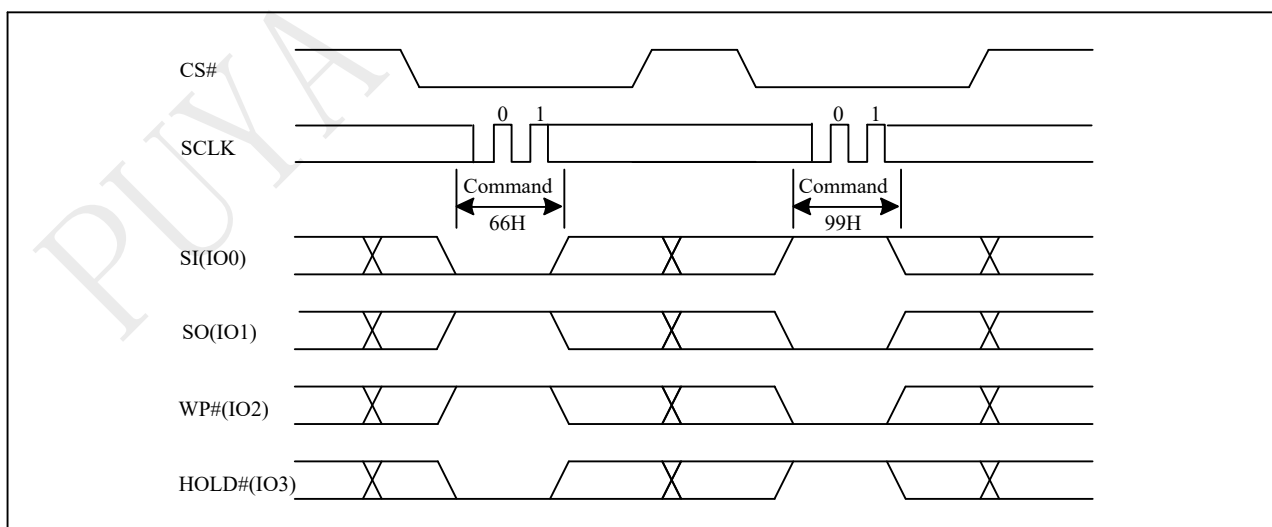 PUYA
CS#
0 1 0 1
SCLK
Command Command
66H 99H
SI(IO0)
SO(IO1)
WP#(IO2)
HOLD#(IO3)